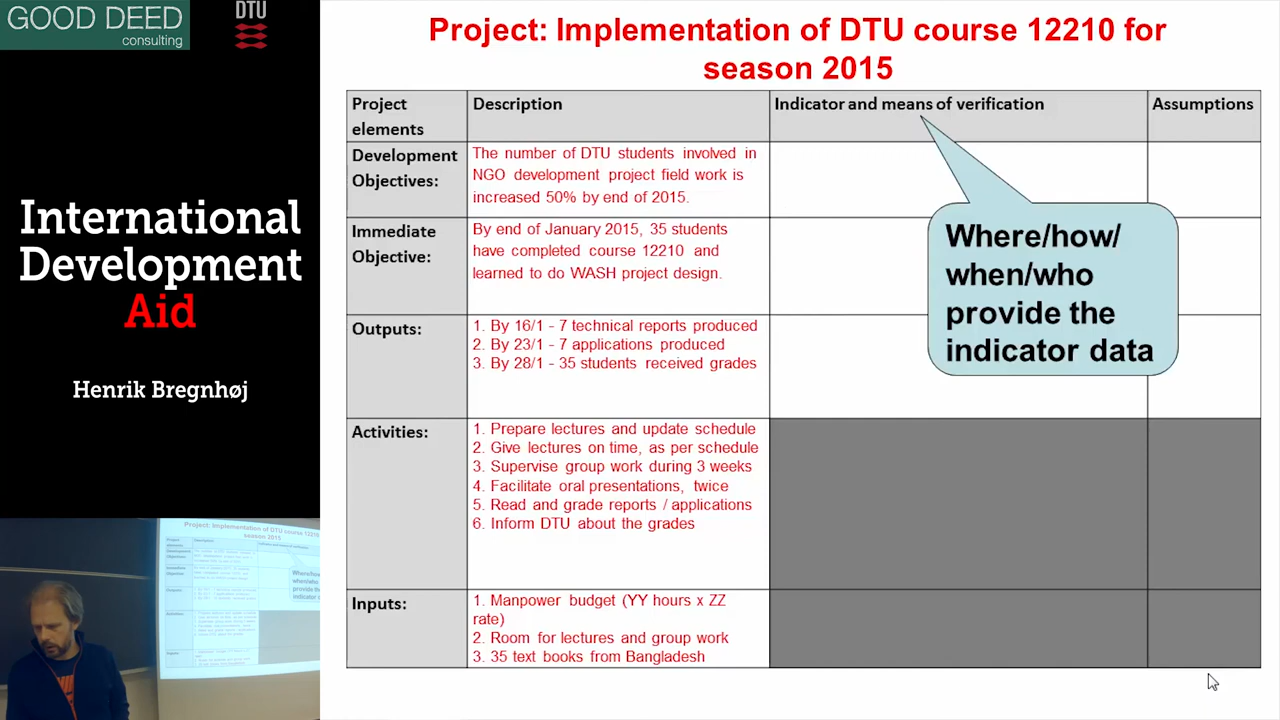 GOOD DEED
consulting
DTU
International
Development
Aid
Henrik Bregnhøj
Project: Implementation of DTU course 12210 for
season 2015
Project
elements
Description
Indicator and means of verification
Assumptions
Development
Objectives:
The number of DTU students involved in
NGO development project field work is
increased 50% by end of 2015.
Immediate
Objective:
By end of January 2015, 35 students
have completed course 12210 and
learned to do WASH project design.
Where/how/
when/who
provide the
indicator data
Outputs:
1. By 16/1 - 7 technical reports produced
2. By 23/1 - 7 applications produced
3. By 28/1 - 35 students received grades
Activities:
1. Prepare lectures and update schedule
2. Give lectures on time, as per schedule
3. Supervise group work during 3 weeks
4. Facilitate oral presentations, twice
5. Read and grade reports / applications
6. Inform DTU about the grades
Inputs:
1. Manpower budget (YY hours x ZZ
rate)
2. Room for lectures and group work
3. 35 text books from Bangladesh
Project: Implementation of DTU course 12210
season 2015